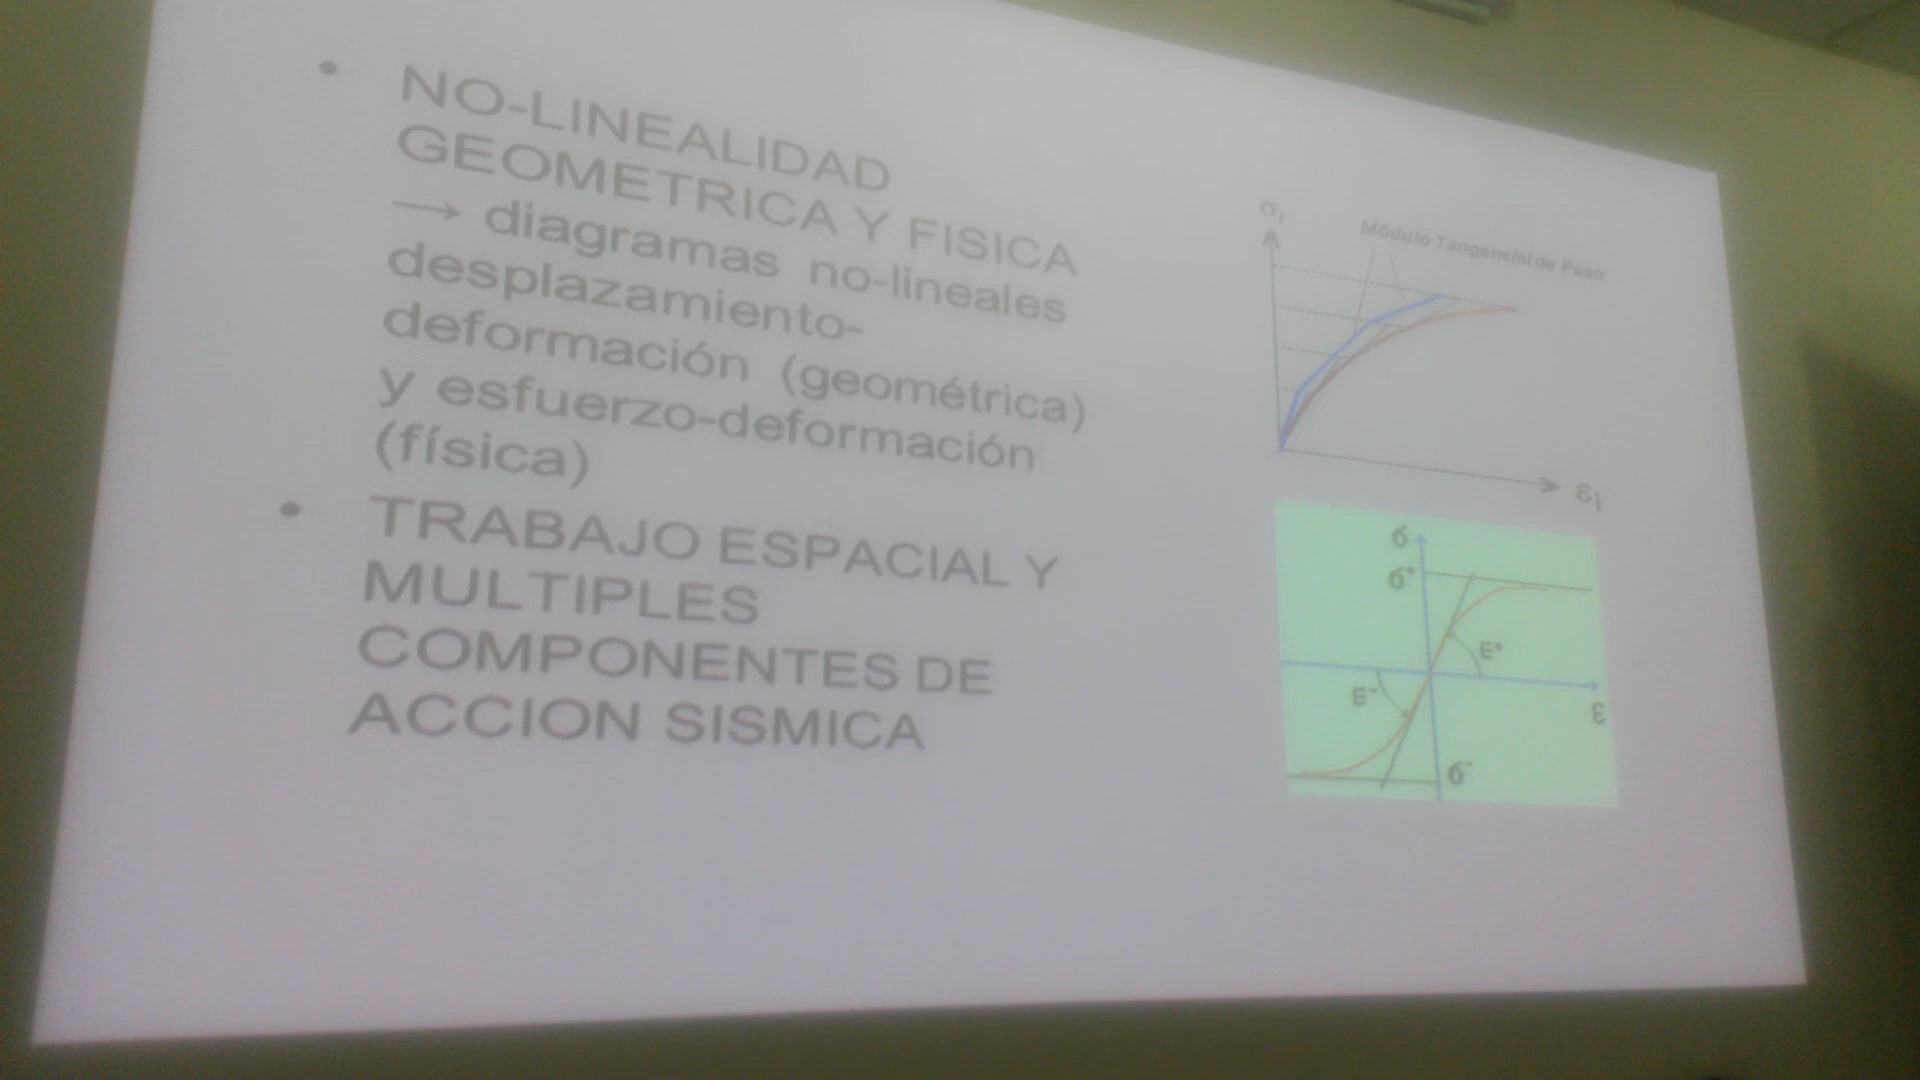 • NO-LINEALIDAD
GEOMETRICA Y FISICA
→ diagramas no-lineales
desplazamiento-
deformación (geométrica)
y esfuerzo-deformación
(física)
• TRABAJO ESPACIAL Y
MULTIPLES
COMPONENTES DE
ACCION SISMICA
σi
Módulo Tangencial de Paso
εi
б
б+
E+
E-
ε
б-